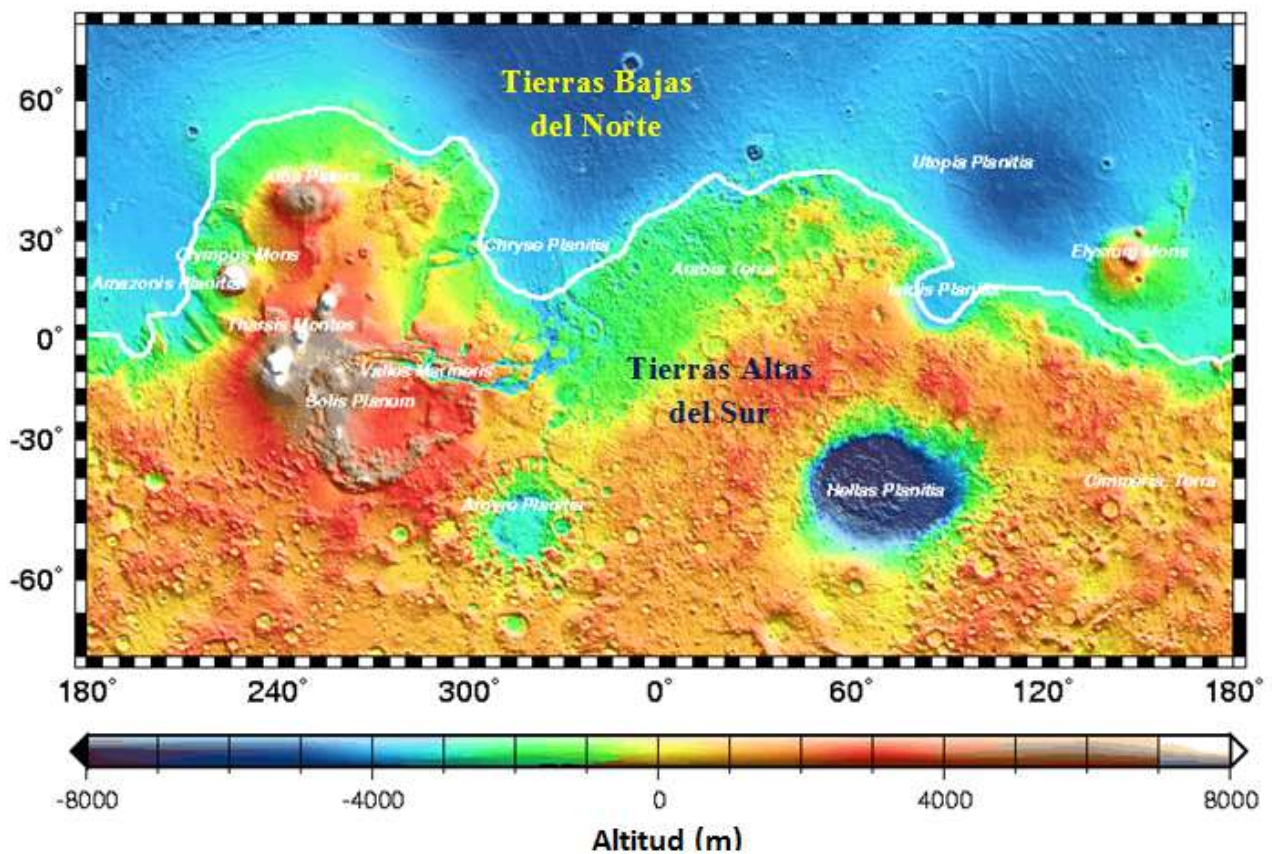 Tierras Bajas
del Norte
60°
Utopia Planitia
Alba Patera
30°
Chryse Planitia
Olympus Mons
Elysium Mons
Arabia Terra
Amazonis Planitia
Isidis Planitia
Tharsis Montes
0°
Valles Marineris
Tierras Altas
del Sur
Solis Planum
-30°
Cimmeria Terra
Hellas Planitia
Argyre Planitia
-60°
180° 240° 300° 0° 60° 120° 180°
-8000 -4000 0 4000 8000
Altitud (m)